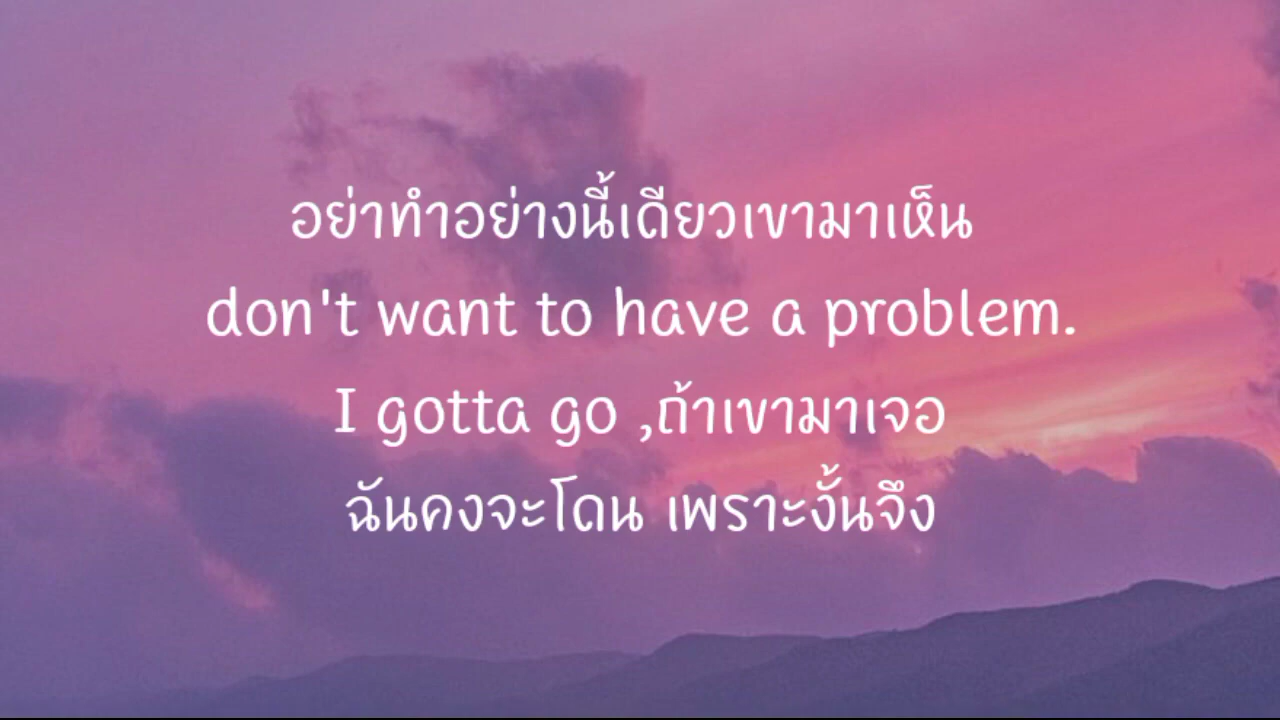 อย่าทำอย่างนี้เดียวเขามาเห็น
don't want to have a problem.
I gotta go ,ถ้าเขามาเจอ
ฉันคงจะโดน เพราะงั้นจึง